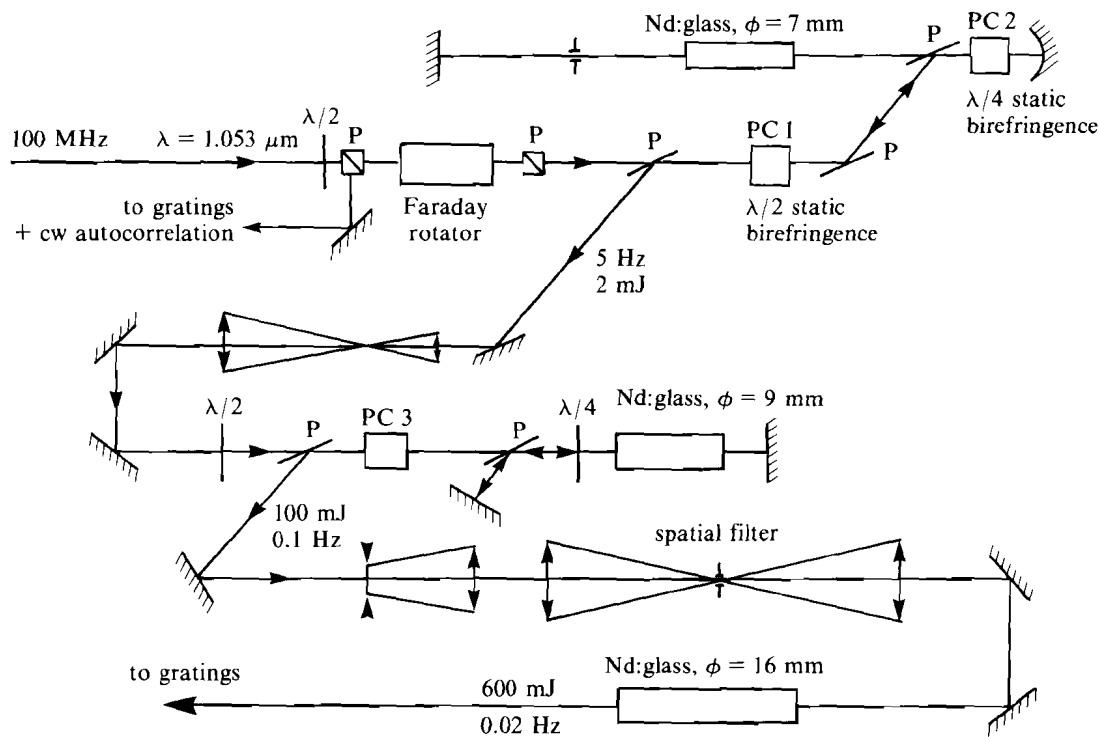 Nd:glass, ϕ = 7 mm
P
PC 2
λ/4 static
birefringence
P
100 MHz λ = 1.053 μm
λ/2
P
P
P
PC 1
Faraday
rotator
λ/2 static
birefringence
to gratings
+ cw autocorrelation
5 Hz
2 mJ
λ/2
P
PC 3
P
λ/4
Nd:glass, ϕ = 9 mm
100 mJ
0.1 Hz
spatial filter
to gratings
Nd:glass, ϕ = 16 mm
600 mJ
0.02 Hz